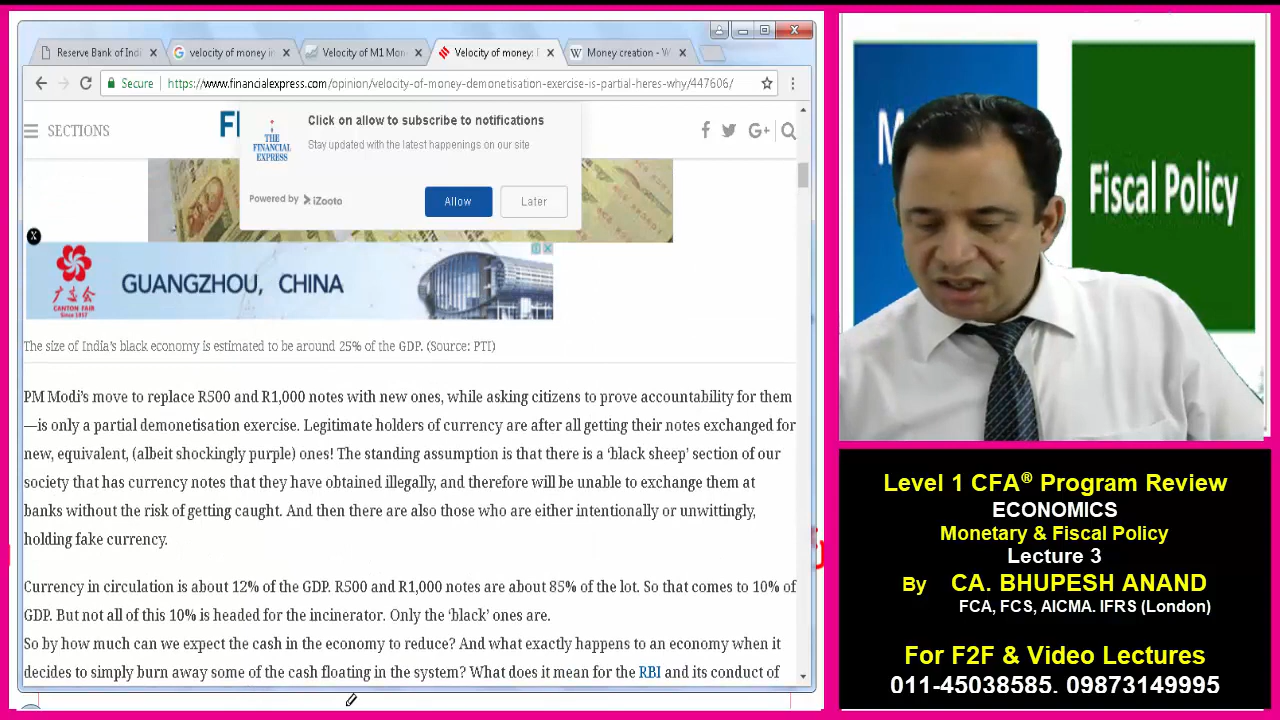 Reserve Bank of Indi
velocity of money in
Velocity of M1 Mon
Velocity of money: I
Money creation - W
Secure
https://www.financialexpress.com/opinion/velocity-of-money-demonetisation-exercise-is-partial-heres-why/447606/
SECTIONS
Click on allow to subscribe to notifications
Stay updated with the latest happenings on our site
THE
FINANCIAL
EXPRESS
Powered by iZooto
Allow
Later
GUANGZHOU, CHINA
CANTON FAIR
Since 1957
The size of India's black economy is estimated to be around 25% of the GDP. (Source: PTI)
PM Modi's move to replace R500 and R1,000 notes with new ones, while asking citizens to prove accountability for them
—is only a partial demonetisation exercise. Legitimate holders of currency are after all getting their notes exchanged for
new, equivalent, (albeit shockingly purple) ones! The standing assumption is that there is a 'black sheep' section of our
society that has currency notes that they have obtained illegally, and therefore will be unable to exchange them at
banks without the risk of getting caught. And then there are also those who are either intentionally or unwittingly,
holding fake currency.
Currency in circulation is about 12% of the GDP. R500 and R1,000 notes are about 85% of the lot. So that comes to 10% of
GDP. But not all of this 10% is headed for the incinerator. Only the 'black' ones are.
So by how much can we expect the cash in the economy to reduce? And what exactly happens to an economy when it
decides to simply burn away some of the cash floating in the system? What does it mean for the RBI and its conduct of
Fiscal Policy
Level 1 CFA® Program Review
ECONOMICS
Monetary & Fiscal Policy
Lecture 3
By CA. BHUPESH ANAND
FCA, FCS, AICMA. IFRS (London)
For F2F & Video Lectures
011-45038585. 09873149995